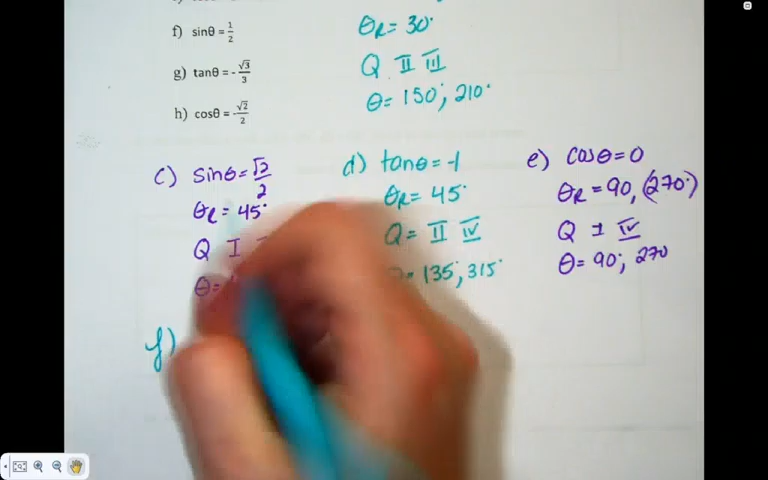 f) sinθ = 1/2
g) tanθ = -√3/3
h) cosθ = -√2/2
θR = 30°
Q II III
θ = 150°, 210°
c) sinθ = √2/2
θR = 45°
Q I
θ =
d) tanθ = -1
θR = 45°
Q = II IV
= 135°, 315°
e) cosθ = 0
θR = 90, (270°)
Q I IV
θ = 90°, 270
f)